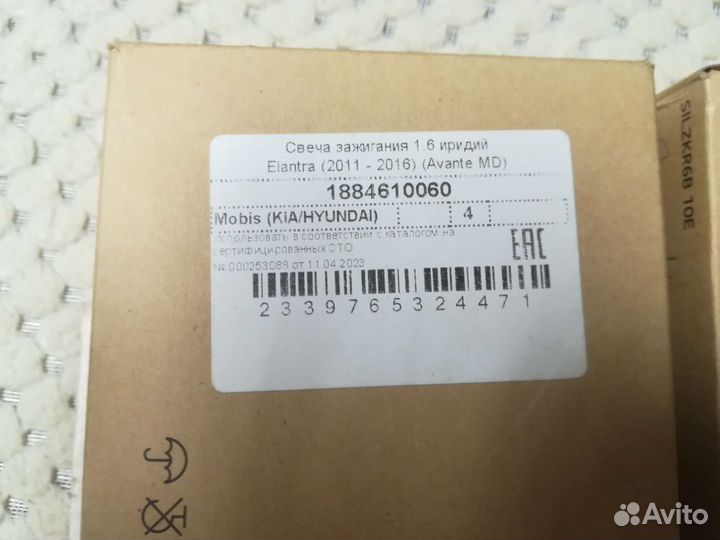 Свеча зажигания 1.6 иридий
Elantra (2011 - 2016) (Avante MD)
1884610060
Mobis (KiA/HYUNDAI) 4
Использовать в соответствии с каталогом на
сертифицированных СТО
№ 000253088 от 11.04.2023
EAC
2339765324471
SILZKR6B 10E
Avito